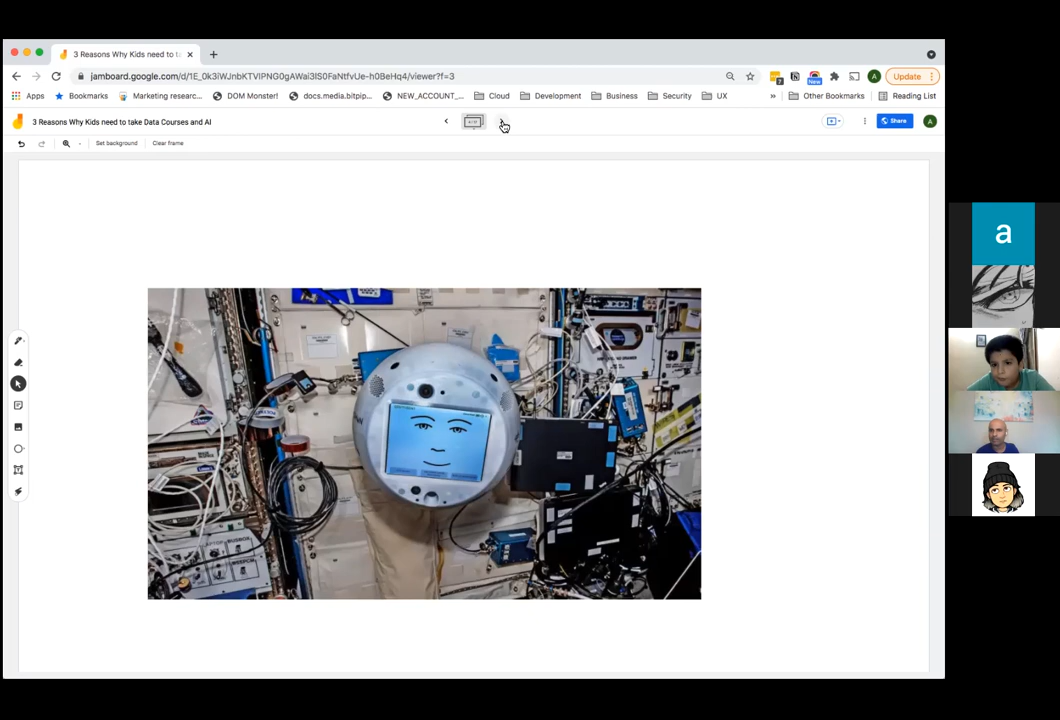 3 Reasons Why Kids need to ta
jamboard.google.com/d/1E_0k3iWJnbKTVlPNG0gAWai3lS0FaNtfvUe-h0BeHq4/viewer?f=3
Update
Apps
Bookmarks
Marketing researc...
DOM Monster!
docs.media.bitpip...
NEW_ACCOUNT_...
Cloud
Development
Business
Security
UX
»
Other Bookmarks
Reading List
New
3 Reasons Why Kids need to take Data Courses and AI
Share
A
Set background
Clear frame
a